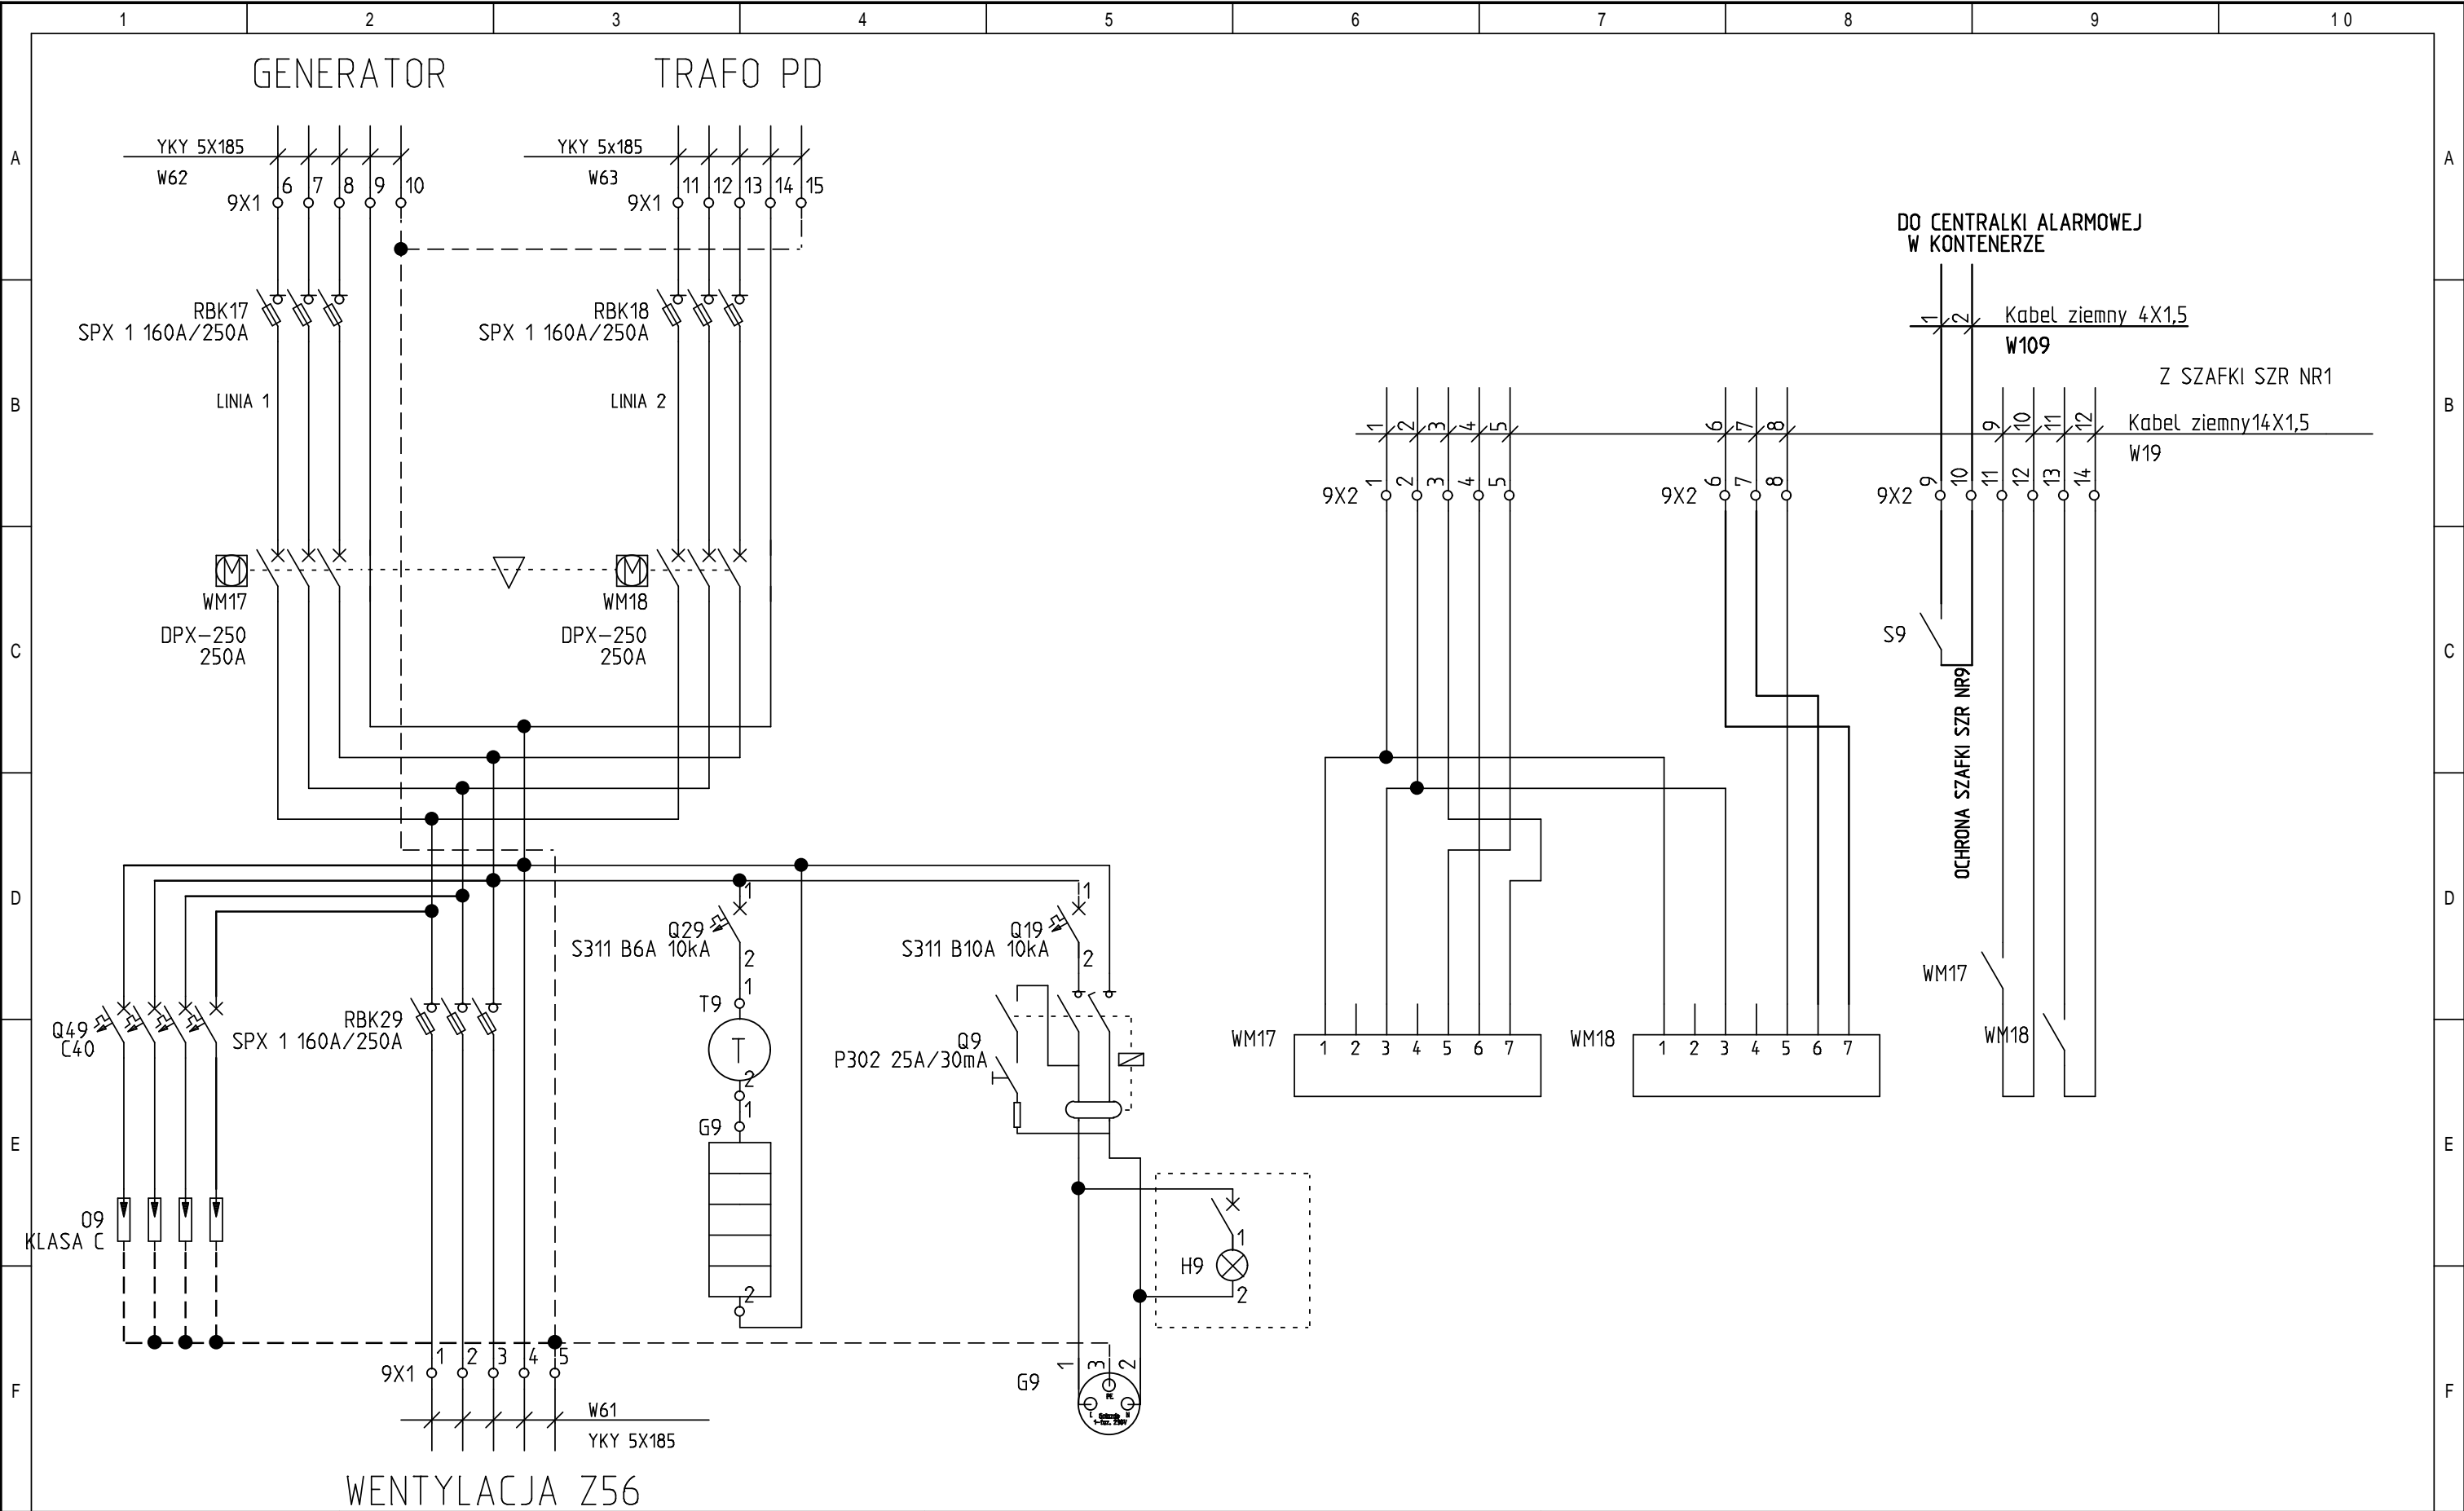 1 2 3 4 5 6 7 8 9 10
GENERATOR
TRAFO PD
A
YKY 5X185
W62
6 7 8 9 10
9X1
YKY 5x185
W63
11 12 13 14 15
9X1
A
DO CENTRALKI ALARMOWEJ
W KONTENERZE
RBK17
SPX 1 160A/250A
RBK18
SPX 1 160A/250A
1 2
Kabel ziemny 4X1,5
W109
Z SZAFKI SZR NR1
B
LINIA 1
LINIA 2
1 2 3 4 5
6 7 8
9 10 11 12
Kabel ziemny14X1,5
W19
B
9X2
1 2 3 4 5
9X2
6 7 8
9X2
9 10 11 12 13 14
M
WM17
DPX-250
250A
M
WM18
DPX-250
250A
C
S9
OCHRONA SZAFKI SZR NR9
C
D
Q29
S311 B6A 10kA
1
2
Q19
S311 B10A 10kA
1
2
D
WM17
WM18
Q49
C40
RBK29
SPX 1 160A/250A
T9
1
T
2
Q9
P302 25A/30mA
WM17
1 2 3 4 5 6 7
WM18
1 2 3 4 5 6 7
E
G9
1
2
E
O9
KLASA C
H9
1
2
9X1
1 2 3 4 5
F
G9
1 3 2
PE
L
N
Gniazdo
1-faz. 230V
F
W61
YKY 5X185
WENTYLACJA Z56